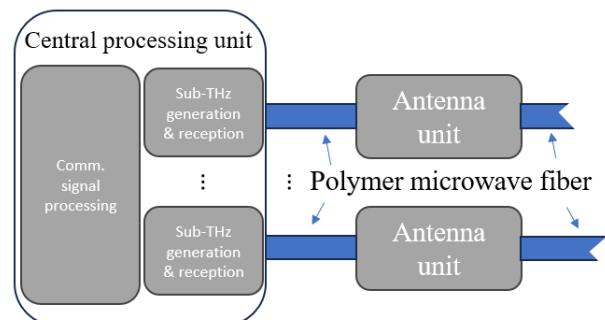 Central processing unit
Comm.
signal
processing
Sub-THz
generation
& reception
Antenna
unit
⋮
⋮
Polymer microwave fiber
Sub-THz
generation
& reception
Antenna
unit